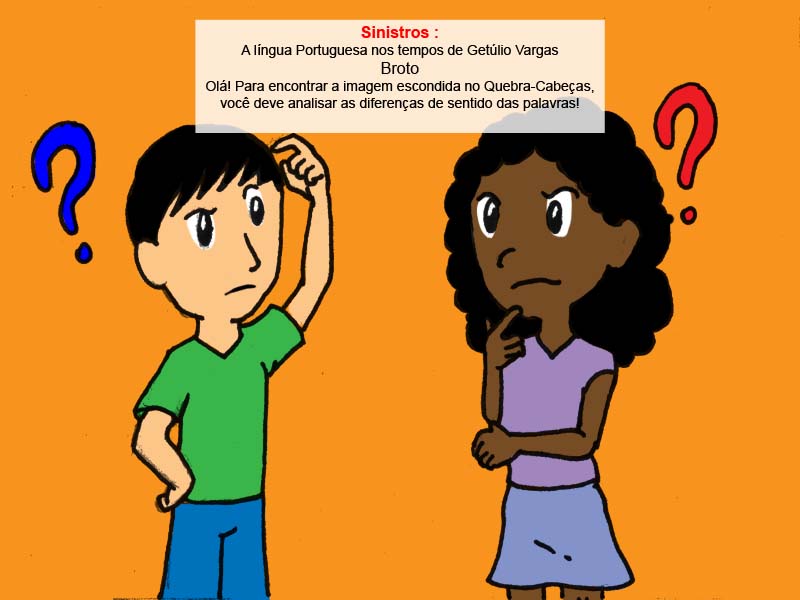 Sinistros :
A língua Portuguesa nos tempos de Getúlio Vargas
Broto
Olá! Para encontrar a imagem escondida no Quebra-Cabeças,
você deve analisar as diferenças de sentido das palavras!
?
?